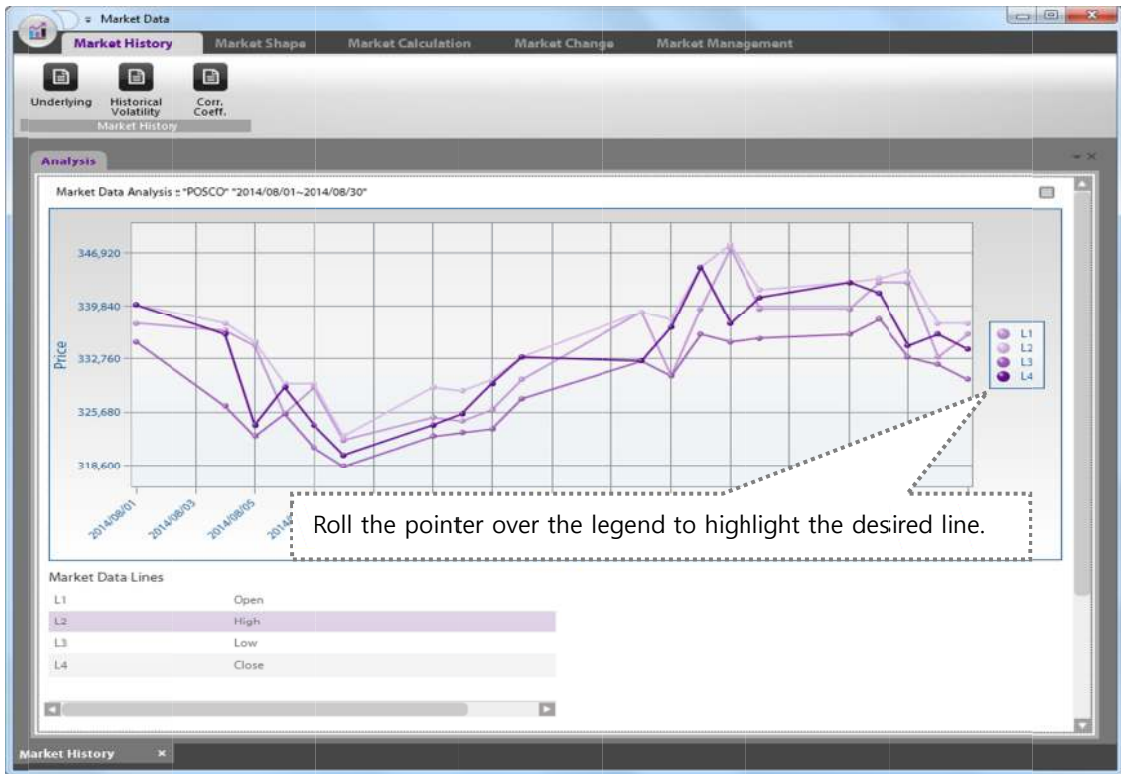 Market Data
Market History Market Shape Market Calculation Market Change Market Management
Underlying Historical Volatility Corr. Coeff.
Market History
Analysis
Market Data Analysis :: "POSCO" "2014/08/01~2014/08/30"
346,920
339,840
332,760
325,680
318,600
Price
2014/08/01 2014/08/03 2014/08/05
L1
L2
L3
L4
Roll the pointer over the legend to highlight the desired line.
Market Data Lines
L1 Open
L2 High
L3 Low
L4 Close
Market History